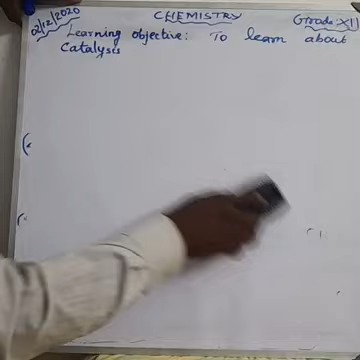 02/12/2020 CHEMISTRY Grade: XII
Learning objective: To learn about
Catalysis